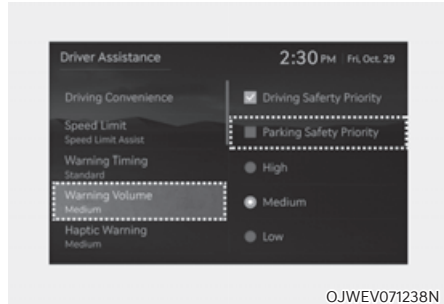 Driver Assistance
2:30 PM Fri, Oct. 29
Driving Convenience
Speed Limit
Speed Limit Assist
Warning Timing
Standard
Warning Volume
Medium
Haptic Warning
Medium
Driving Saferty Priority
Parking Safety Priority
High
Medium
Low
OJWEV071238N